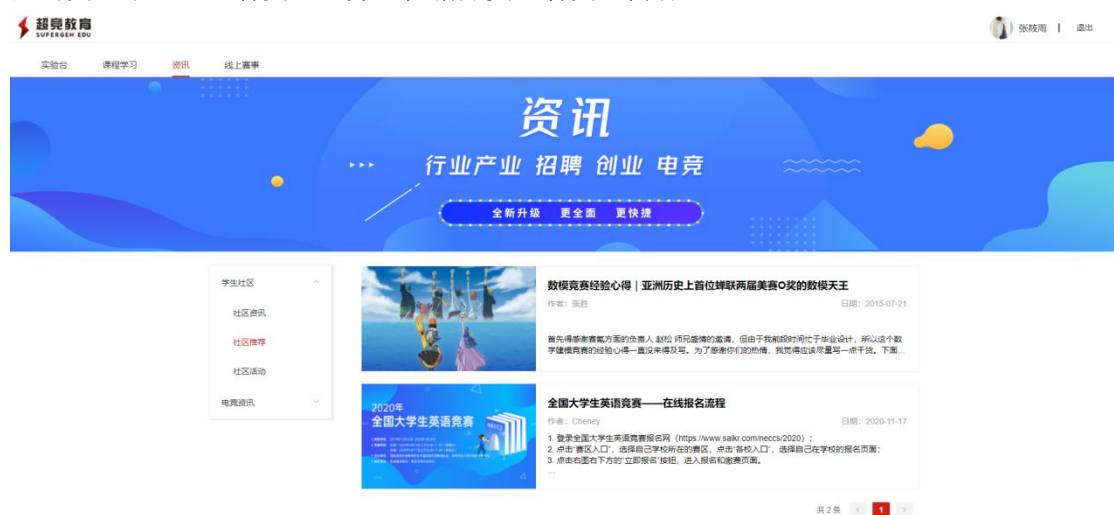 超亮教育
SUPERGEN EDU
张筱雨 | 退出
实验台 课程学习 资讯 线上赛事
资讯
行业产业 招聘 创业 电竞
全新升级 更全面 更快捷
学生社区
社区资讯
社区推荐
社区活动
电竞资讯
数模竞赛经验心得 | 亚洲历史上首位蝉联两届美赛O奖的数模天王
作者：张胜 日期：2015-07-21
首先得感谢赛氪方面的负责人 赵松 师兄盛情的邀请，但由于我前段时间忙于毕业设计，所以这个数
学建模竞赛的经验心得一直没来得及写。为了感谢你们的热情，我觉得应该尽量写一点干货。下面...
2020年
全国大学生英语竞赛
全国大学生英语竞赛——在线报名流程
作者：Cheney 日期：2020-11-17
1. 登录全国大学生英语竞赛报名网（https://www.saikr.com/neccs/2020）；
2. 点击“赛区入口”，选择自己学校所在的赛区，点击“各校入口”，选择自己在学校的报名页面；
3. 点击右图右下方的“立即报名”按钮，进入报名和缴费页面。
...
共 2 条 < 1 >